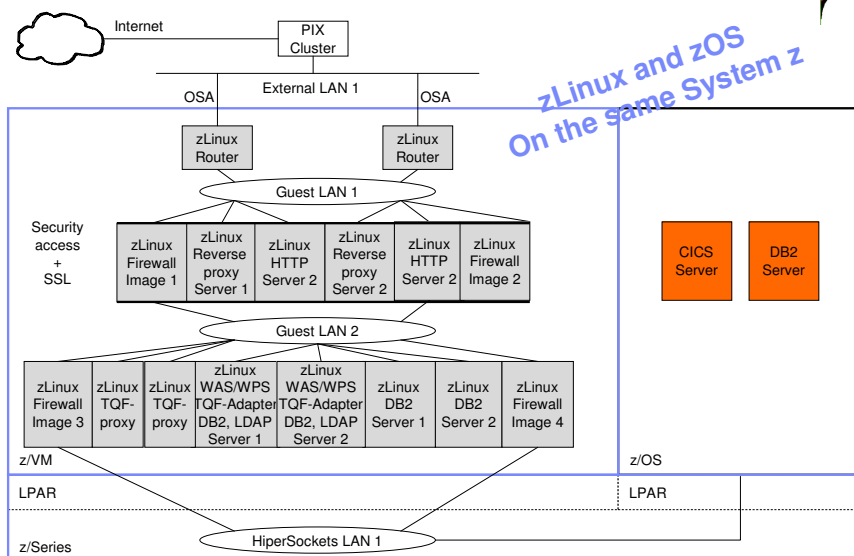 Internet
PIX
Cluster
zLinux and zOS
On the same System z
External LAN 1
OSA
OSA
zLinux
Router
zLinux
Router
Guest LAN 1
Security
access
+
SSL
zLinux
Firewall
Image 1
zLinux
Reverse
proxy
Server 1
zLinux
HTTP
Server 2
zLinux
Reverse
proxy
Server 2
zLinux
HTTP
Server 2
zLinux
Firewall
Image 2
CICS
Server
DB2
Server
Guest LAN 2
zLinux
Firewall
Image 3
zLinux
TQF-
proxy
zLinux
TQF-
proxy
zLinux
WAS/WPS
TQF-Adapter
DB2, LDAP
Server 1
zLinux
WAS/WPS
TQF-Adapter
DB2, LDAP
Server 2
zLinux
DB2
Server 1
zLinux
DB2
Server 2
zLinux
Firewall
Image 4
z/VM
z/OS
LPAR
LPAR
HiperSockets LAN 1
z/Series